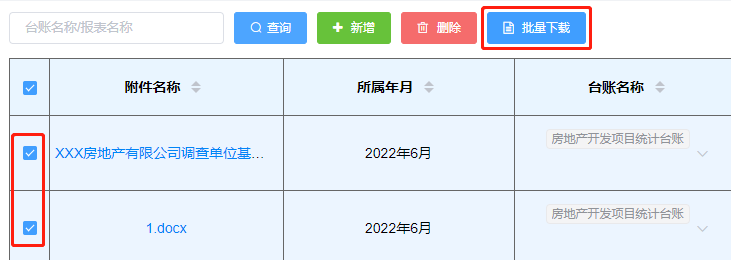 台账名称/报表名称 查询 新增 删除 批量下载
附件名称 所属年月 台账名称
XXX房地产有限公司调查单位基... 2022年6月 房地产开发项目统计台账
1.docx 2022年6月 房地产开发项目统计台账